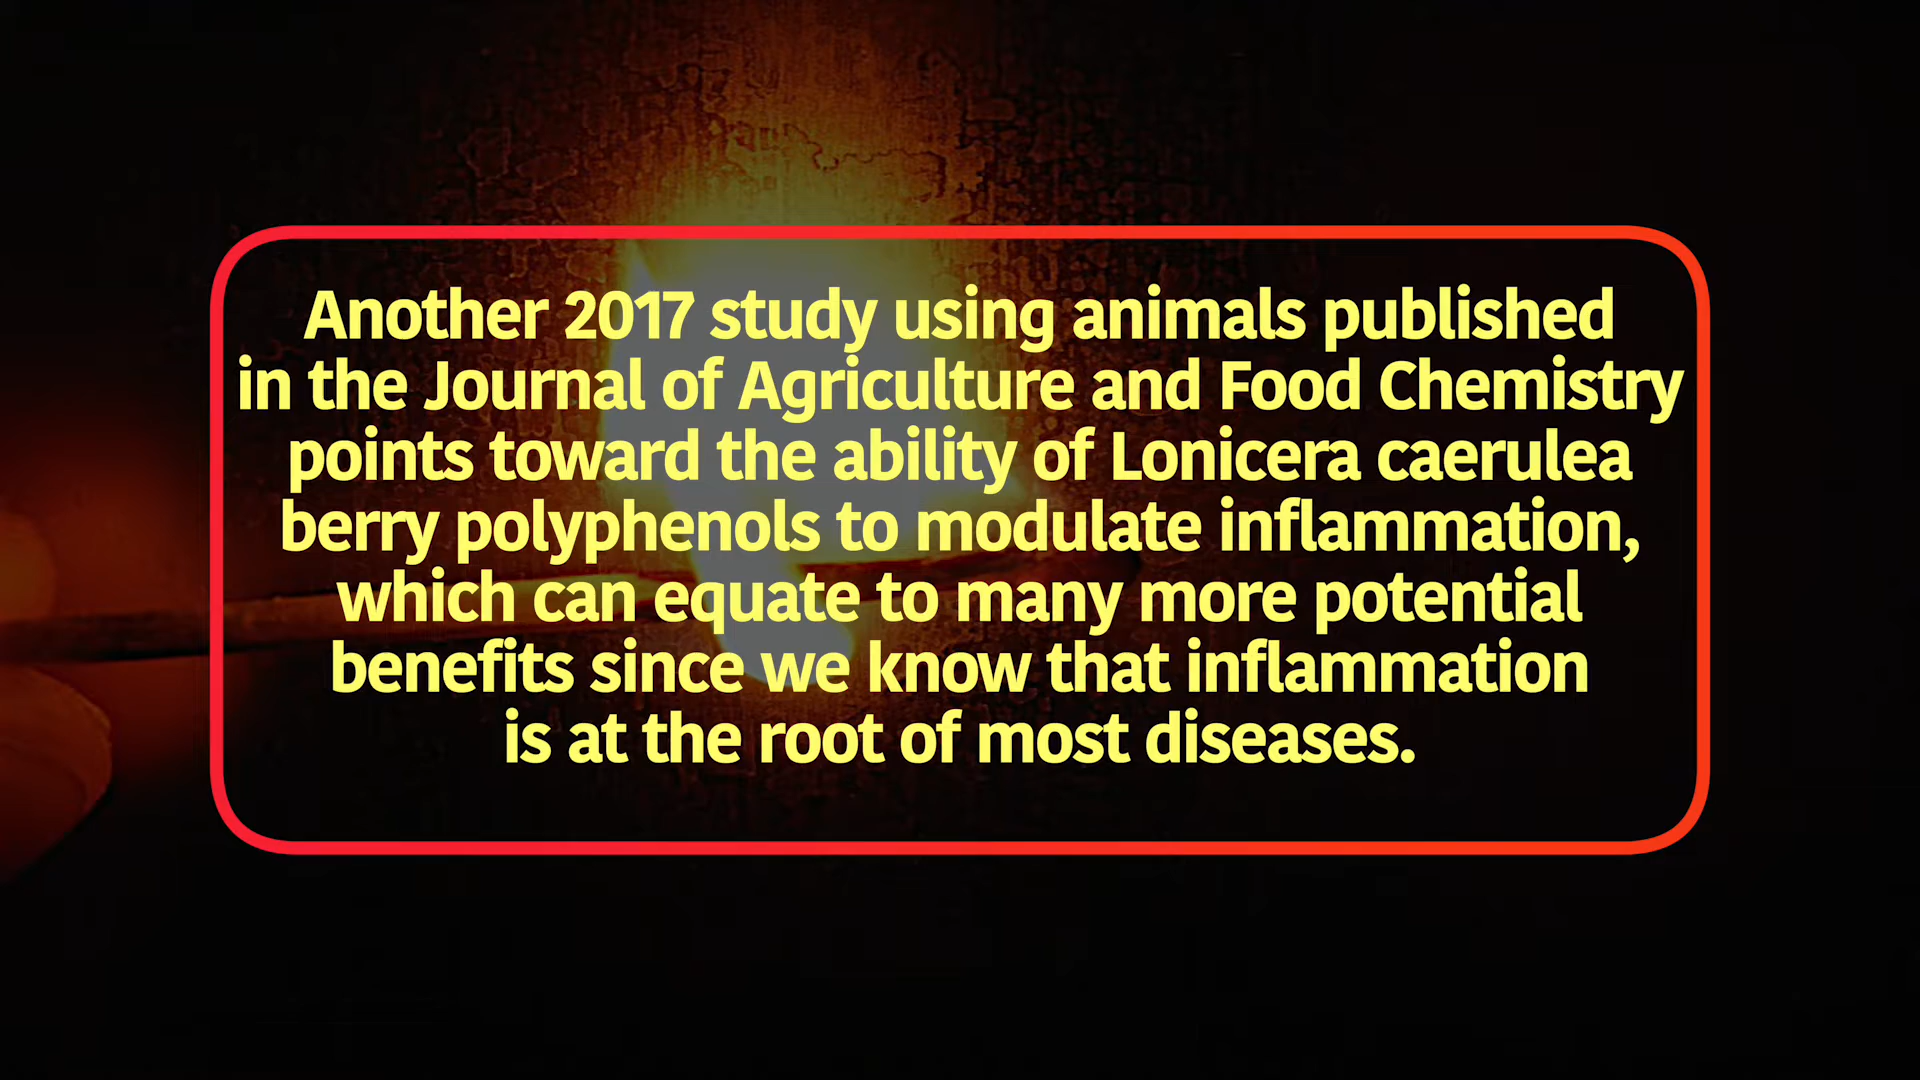 Another 2017 study using animals published
in the Journal of Agriculture and Food Chemistry
points toward the ability of Lonicera caerulea
berry polyphenols to modulate inflammation,
which can equate to many more potential
benefits since we know that inflammation
is at the root of most diseases.